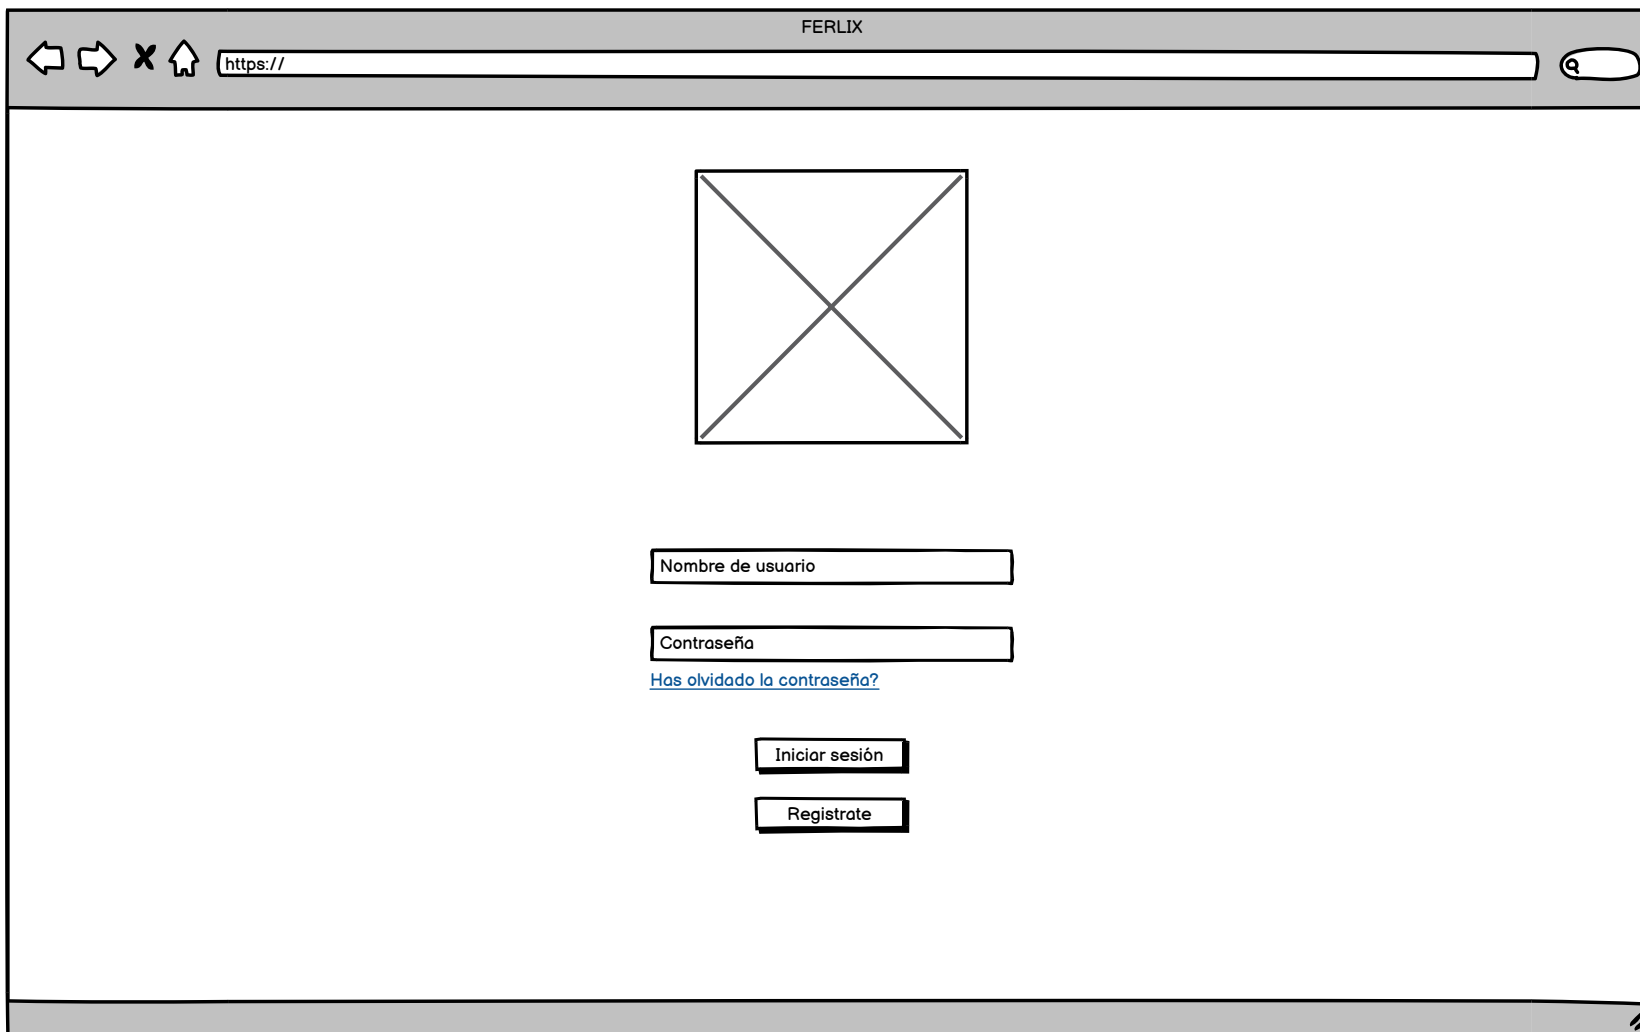 FERLIX
https://
Nombre de usuario
Contraseña
Has olvidado la contraseña?
Iniciar sesión
Registrate